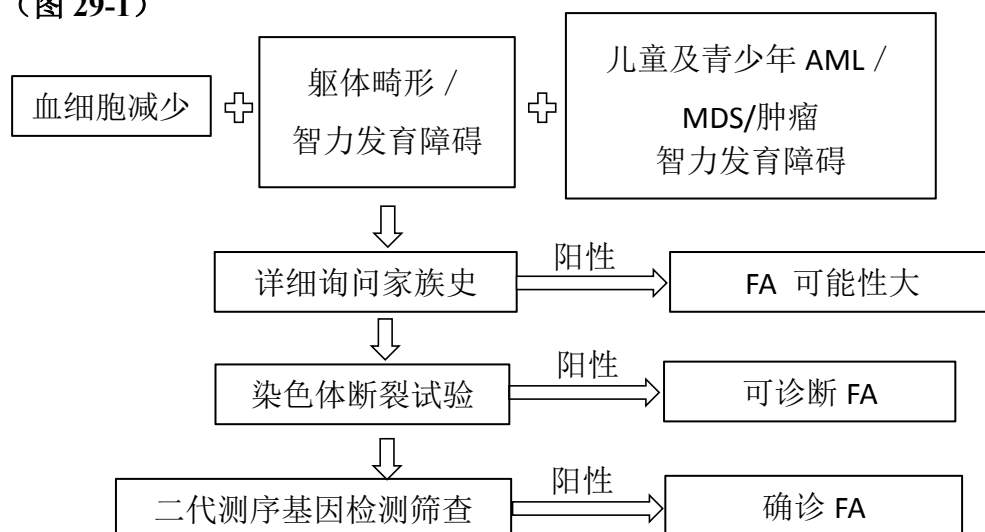 （图 29-1）
血细胞减少
躯体畸形 /
智力发育障碍
儿童及青少年 AML /
MDS/肿瘤
智力发育障碍
详细询问家族史
阳性
FA 可能性大
染色体断裂试验
阳性
可诊断 FA
二代测序基因检测筛查
阳性
确诊 FA